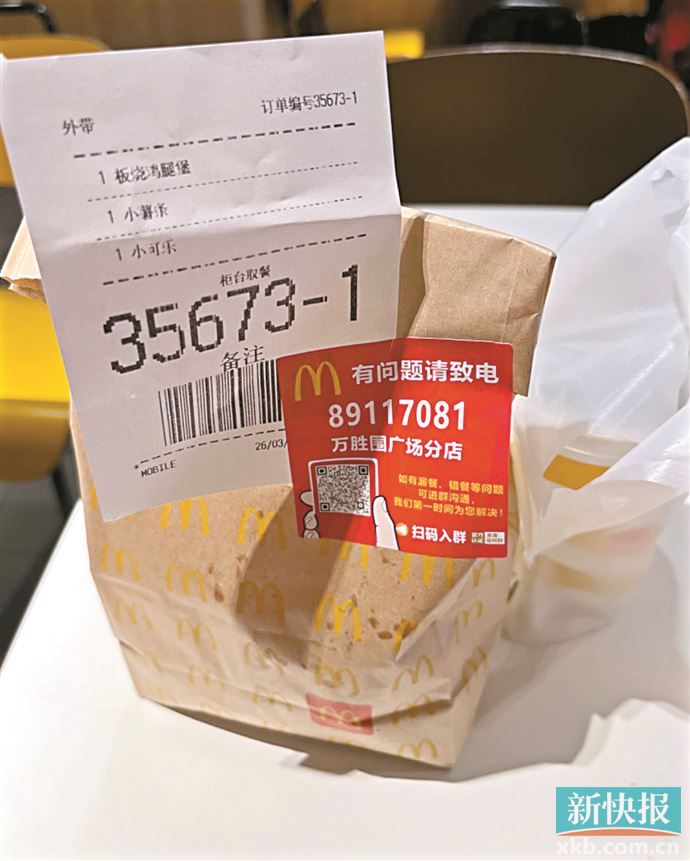 外带
订单编号35673-1
1 板烧鸡腿堡
1 小薯条
1 小可乐
柜台取餐
35673-1
备注
26/03/
*MOBILE
有问题请致电
89117081
万胜围广场分店
如有漏餐、错餐等问题
可进群沟通，
我们第一时间为您解决！
扫码入群
官方
认证
新快报
xkb.com.cn